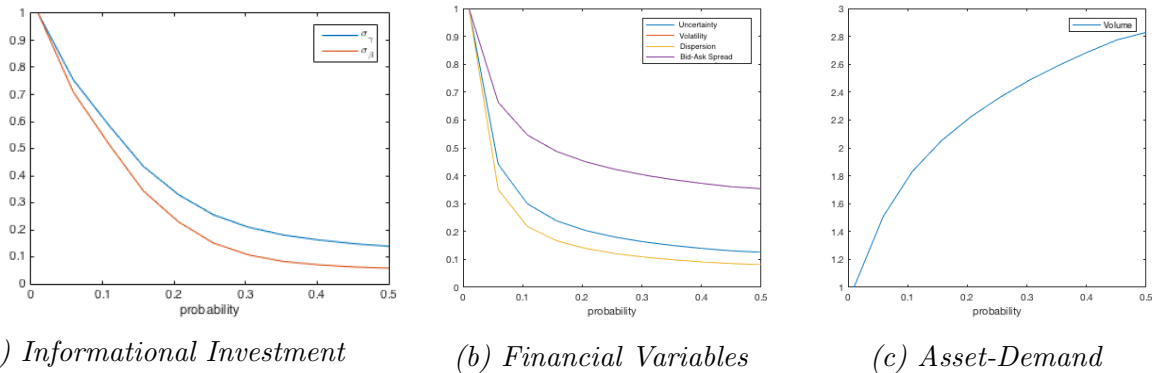 1
0.9
0.8
0.7
0.6
0.5
0.4
0.3
0.2
0.1
0
0 0.1 0.2 0.3 0.4 0.5
probability
σγ
σβ
) Informational Investment
1
0.9
0.8
0.7
0.6
0.5
0.4
0.3
0.2
0.1
0
0 0.1 0.2 0.3 0.4 0.5
probability
Uncertainty
Volatility
Dispersion
Bid-Ask Spread
(b) Financial Variables
3
2.8
2.6
2.4
2.2
2
1.8
1.6
1.4
1.2
1
0 0.1 0.2 0.3 0.4 0.5
probability
Volume
(c) Asset-Demand